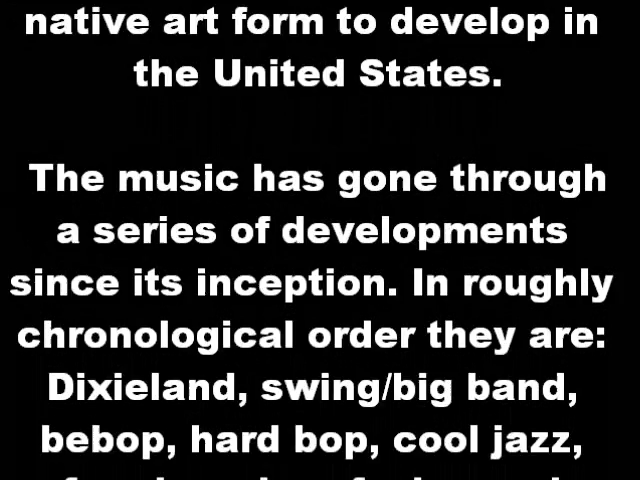 native art form to develop in
the United States.
The music has gone through
a series of developments
since its inception. In roughly
chronological order they are:
Dixieland, swing/big band,
bebop, hard bop, cool jazz,